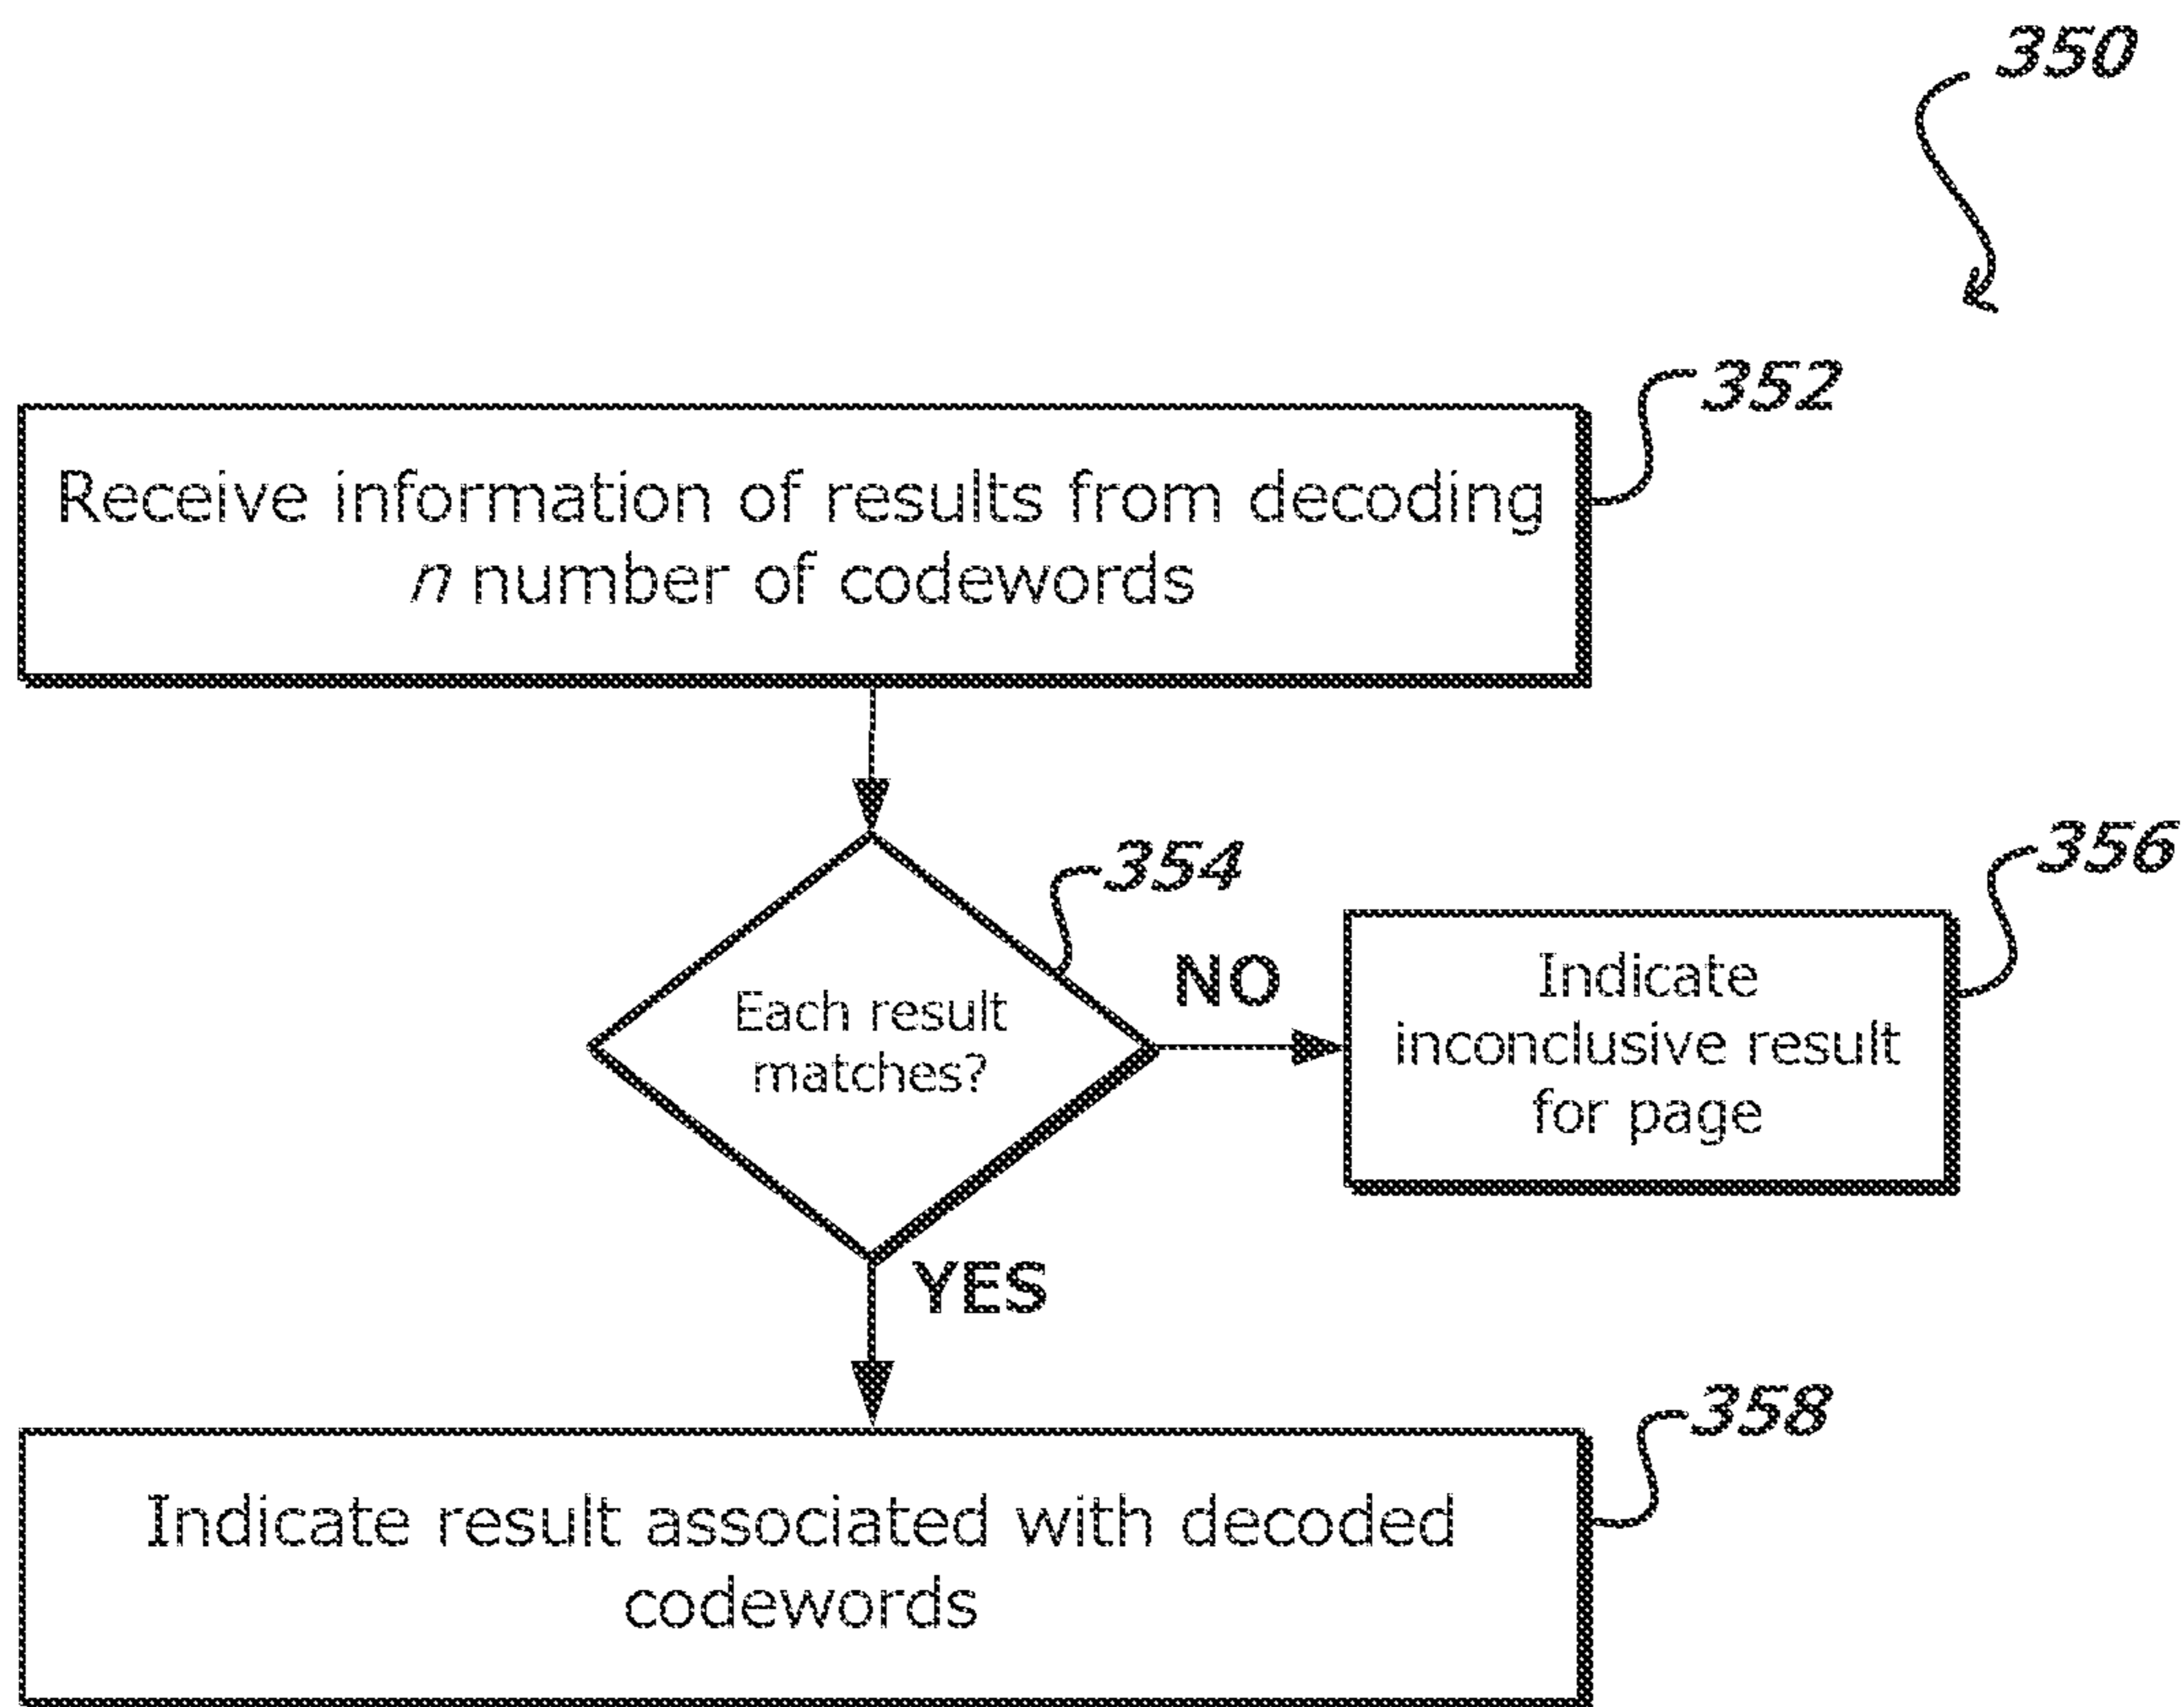 350
352
Receive information of results from decoding
n number of codewords
354
356
Each result
matches?
NO
Indicate
inconclusive result
for page
YES
358
Indicate result associated with decoded
codewords